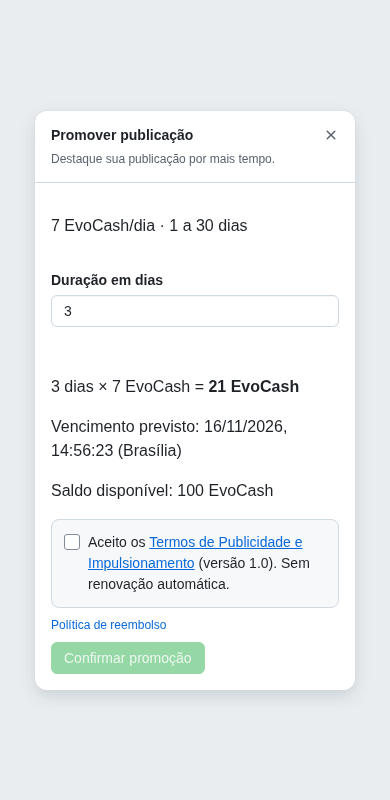 Promover publicação
Destaque sua publicação por mais tempo.
7 EvoCash/dia · 1 a 30 dias
Duração em dias
3
3 dias × 7 EvoCash = 21 EvoCash
Vencimento previsto: 16/11/2026,
14:56:23 (Brasília)
Saldo disponível: 100 EvoCash
Aceito os Termos de Publicidade e
Impulsionamento (versão 1.0). Sem
renovação automática.
Política de reembolso
Confirmar promoção